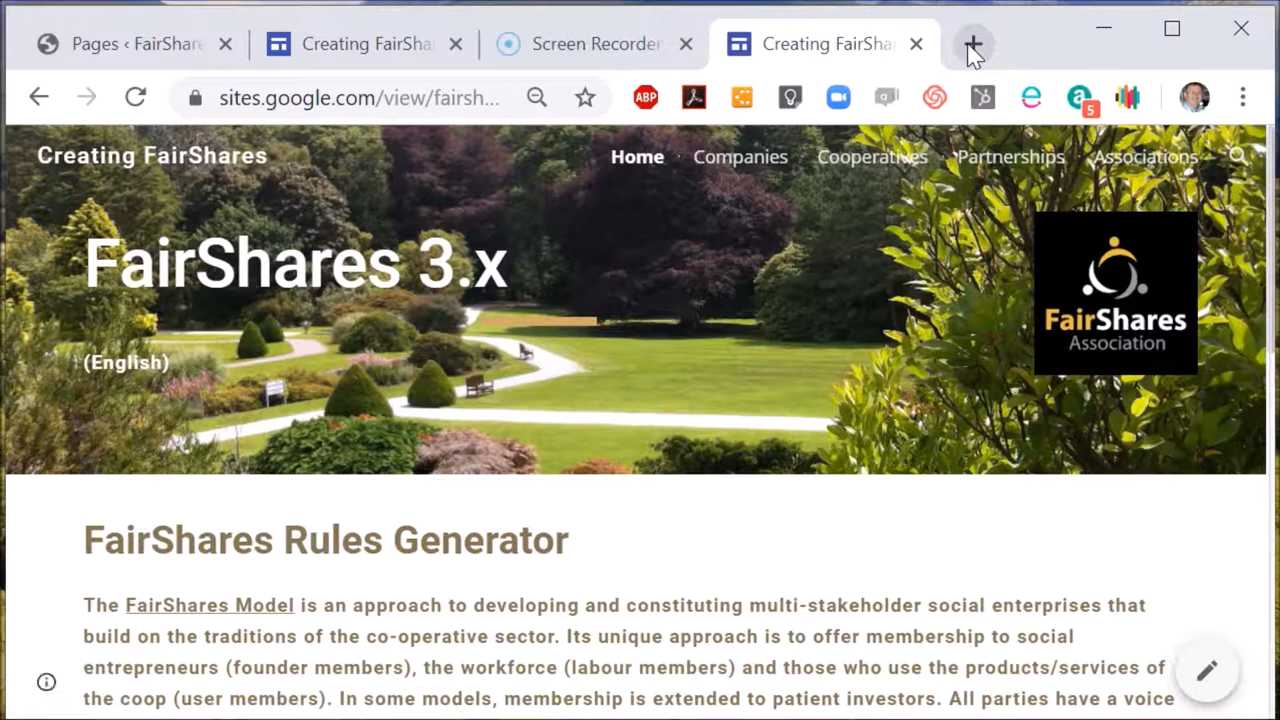 Pages ‹ FairShare
Creating FairSha
Screen Recorder
Creating FairSha
sites.google.com/view/fairsh...
ABP
a
5
Creating FairShares
Home · Companies · Cooperatives · Partnerships · Associations
FairShares 3.x
(English)
FairShares
Association
FairShares Rules Generator
The FairShares Model is an approach to developing and constituting multi-stakeholder social enterprises that
build on the traditions of the co-operative sector. Its unique approach is to offer membership to social
entrepreneurs (founder members), the workforce (labour members) and those who use the products/services of
the coop (user members). In some models, membership is extended to patient investors. All parties have a voice